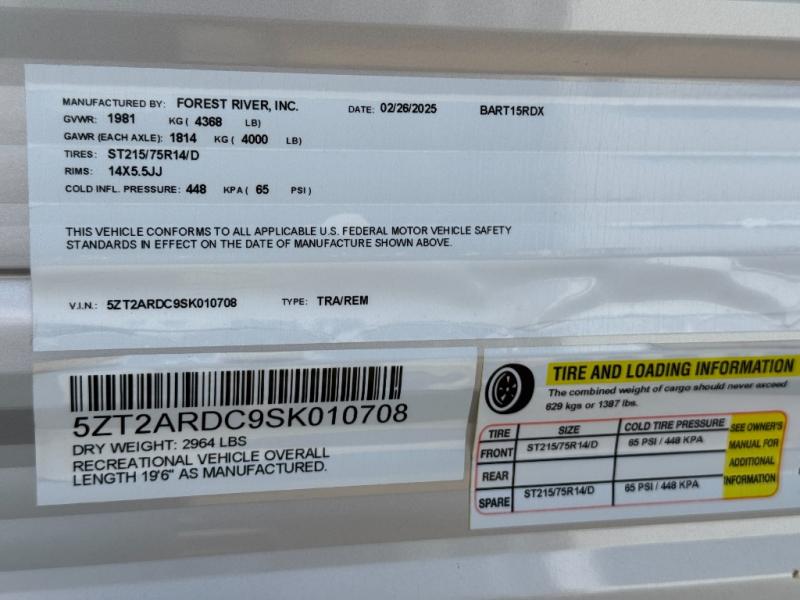 MANUFACTURED BY: FOREST RIVER, INC. DATE: 02/26/2025 BART15RDX
GVWR: 1981 KG ( 4368 LB)
GAWR (EACH AXLE): 1814 KG ( 4000 LB)
TIRES: ST215/75R14/D
RIMS: 14X5.5JJ
COLD INFL. PRESSURE: 448 KPA ( 65 PSI )
THIS VEHICLE CONFORMS TO ALL APPLICABLE U.S. FEDERAL MOTOR VEHICLE SAFETY
STANDARDS IN EFFECT ON THE DATE OF MANUFACTURE SHOWN ABOVE.
V.I.N.: 5ZT2ARDC9SK010708 TYPE: TRA/REM
5ZT2ARDC9SK010708
DRY WEIGHT: 2964 LBS
RECREATIONAL VEHICLE OVERALL
LENGTH 19'6" AS MANUFACTURED.
TIRE AND LOADING INFORMATION
The combined weight of cargo should never exceed
629 kgs or 1387 lbs.
TIRE SIZE COLD TIRE PRESSURE
FRONT ST215/75R14/D 65 PSI / 448 KPA
REAR
SPARE ST215/75R14/D 65 PSI / 448 KPA
SEE OWNER'S
MANUAL FOR
ADDITIONAL
INFORMATION